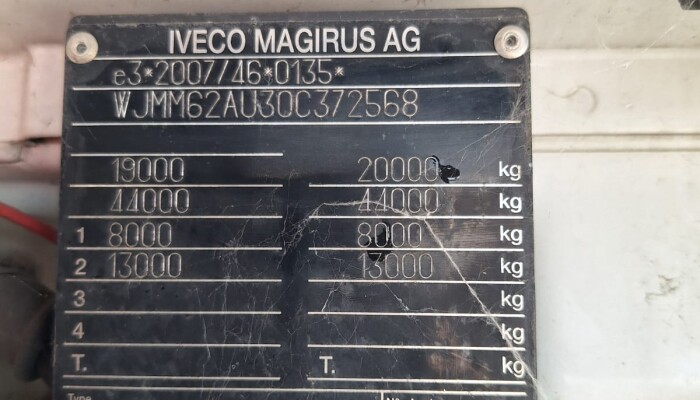 IVECO MAGIRUS AG
e3*2007/46*0135*
WJMM62AU30C372568
19000 20000 kg
44000 44000 kg
1 8000 8000 kg
2 13000 13000 kg
3 kg
4 kg
T. T. kg
Type